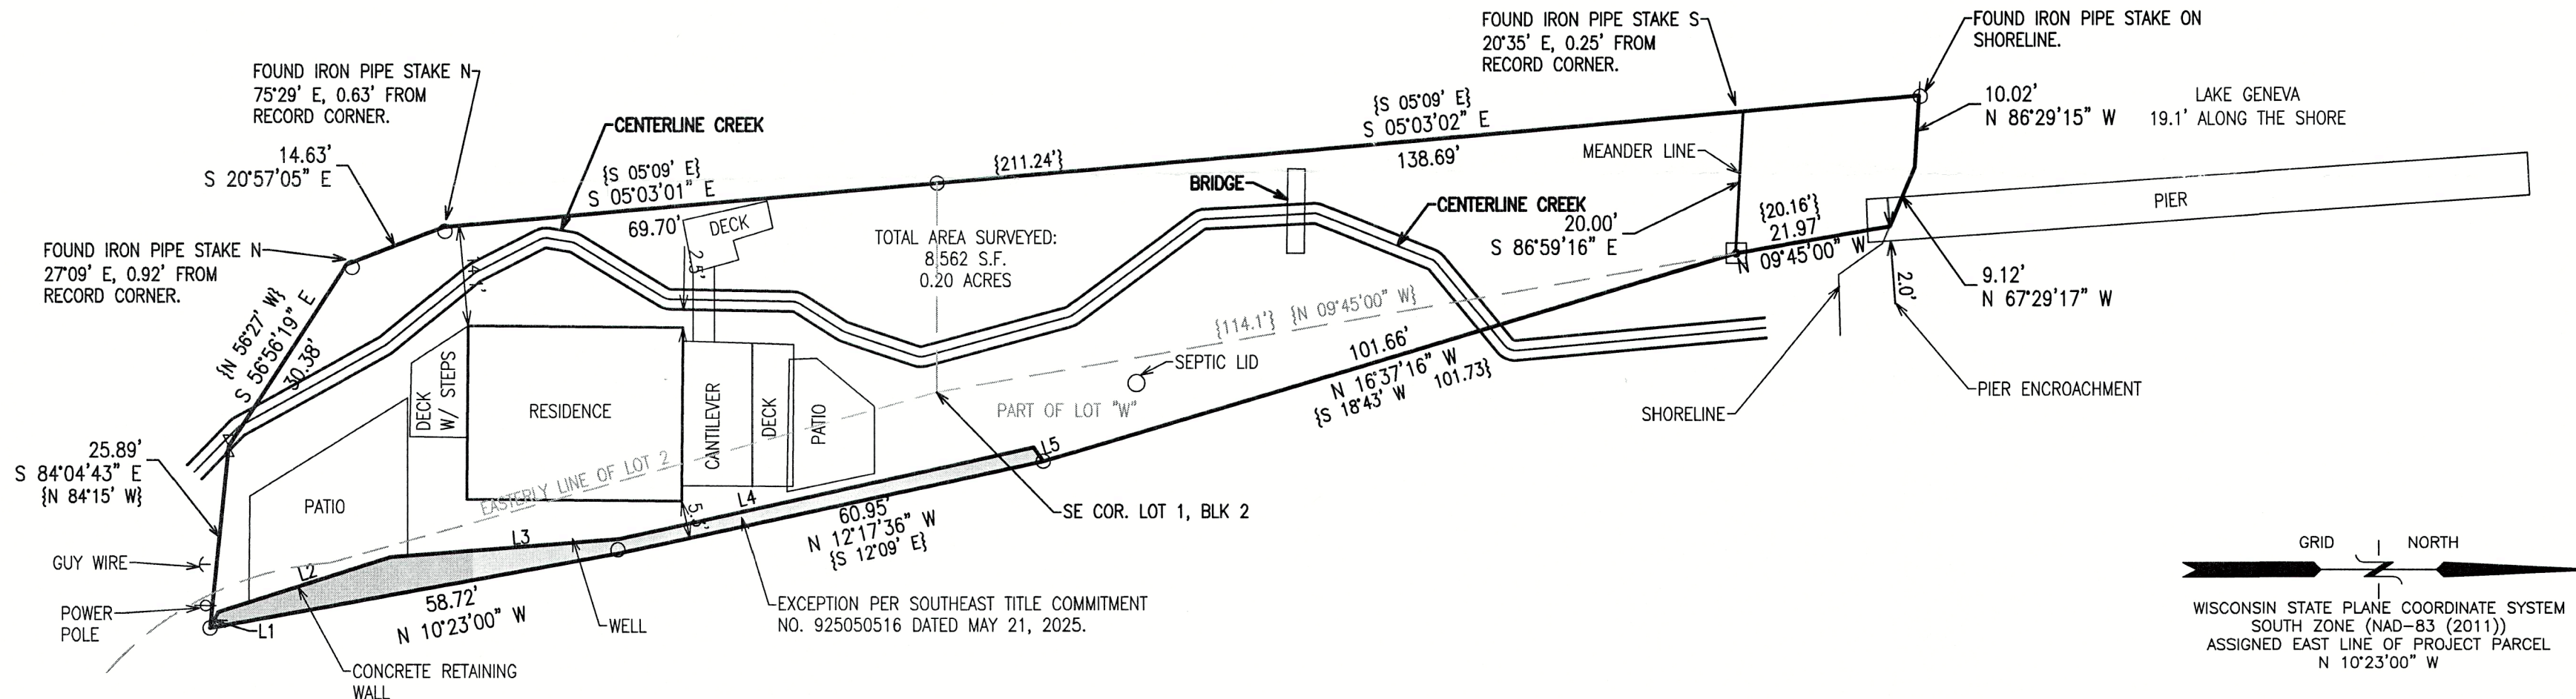 FOUND IRON PIPE STAKE N
75°29' E, 0.63' FROM
RECORD CORNER.
CENTERLINE CREEK
14.63'
S 20°57'05" E
FOUND IRON PIPE STAKE N
27°09' E, 0.92' FROM
RECORD CORNER.
{N 56°27' W}
S 56°56'19" E
30.38'
25.89'
S 84°04'43" E
{N 84°15' W}
GUY WIRE
POWER
POLE
L1
L2
L3
L4
L5
58.72'
N 10°23'00" W
CONCRETE RETAINING
WALL
WELL
PATIO
DECK
W/ STEPS
RESIDENCE
CANTILEVER
DECK
PATIO
EASTERLY LINE OF LOT 2
5.5'
60.95'
N 12°17'36" W
{S 12°09' E}
EXCEPTION PER SOUTHEAST TITLE COMMITMENT
NO. 925050516 DATED MAY 21, 2025.
{S 05°09' E}
S 05°03'01" E
69.70'
DECK
2.5'
{211.24'}
TOTAL AREA SURVEYED:
8,562 S.F.
0.20 ACRES
BRIDGE
CENTERLINE CREEK
{S 05°09' E}
S 05°03'02" E
138.69'
FOUND IRON PIPE STAKE S
20°35' E, 0.25' FROM
RECORD CORNER.
MEANDER LINE
20.00'
S 86°59'16" E
{20.16'}
21.97'
N 09°45'00" W
{114.1'} {N 09°45'00" W}
SEPTIC LID
PART OF LOT "W"
SE COR. LOT 1, BLK 2
101.66'
N 16°37'16" W
{S 18°43' W 101.73}
FOUND IRON PIPE STAKE ON
SHORELINE.
10.02'
N 86°29'15" W
LAKE GENEVA
19.1' ALONG THE SHORE
PIER
9.12'
N 67°29'17" W
2.0'
PIER ENCROACHMENT
SHORELINE
GRID NORTH
WISCONSIN STATE PLANE COORDINATE SYSTEM
SOUTH ZONE (NAD-83 (2011))
ASSIGNED EAST LINE OF PROJECT PARCEL
N 10°23'00" W